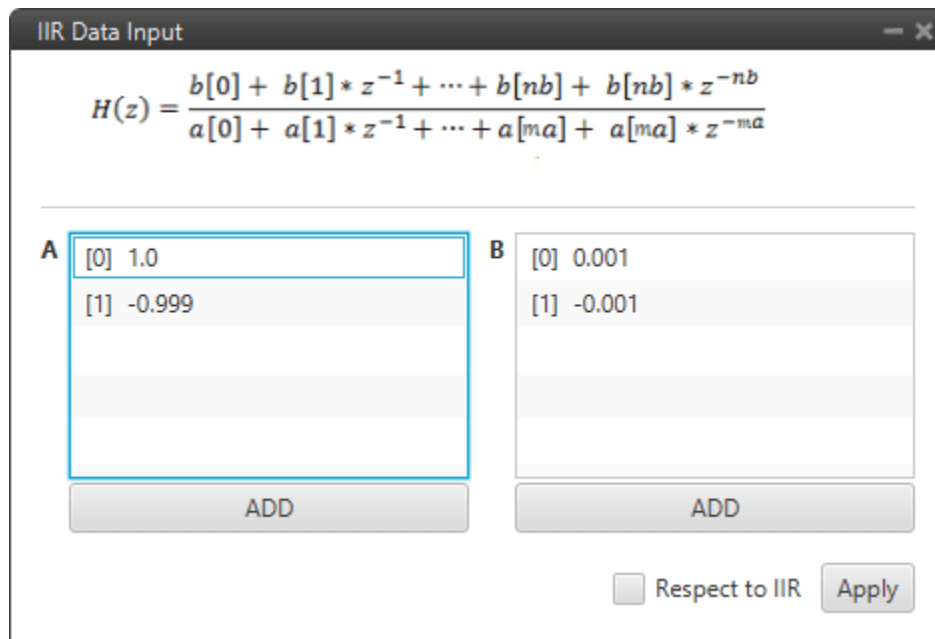 IIR Data Input
H(z) = \frac{b[0] + b[1] * z^{-1} + ⋯ + b[nb] + b[nb] * z^{-nb}}{a[0] + a[1] * z^{-1} + ⋯ + a[ma] + a[ma] * z^{-ma}}
A
[0] 1.0
[1] -0.999
ADD
B
[0] 0.001
[1] -0.001
ADD
Respect to IIR
Apply